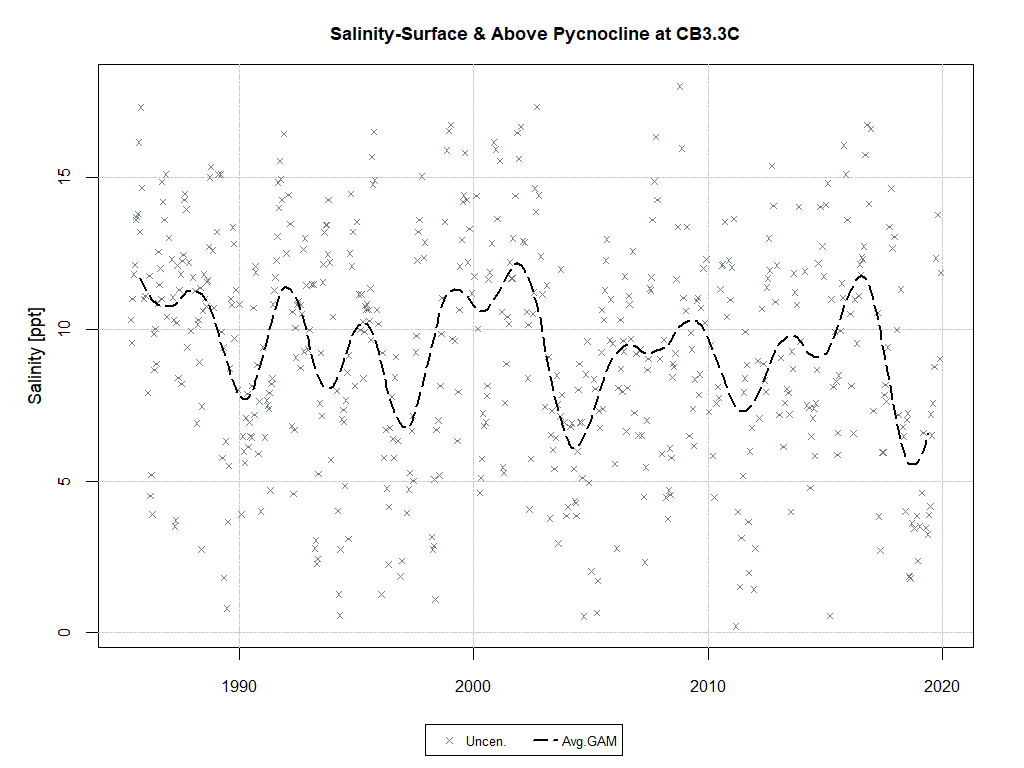 Salinity-Surface & Above Pycnocline at CB3.3C
Salinity [ppt]
15
10
5
0
1990
2000
2010
2020
Uncen.
Avg.GAM